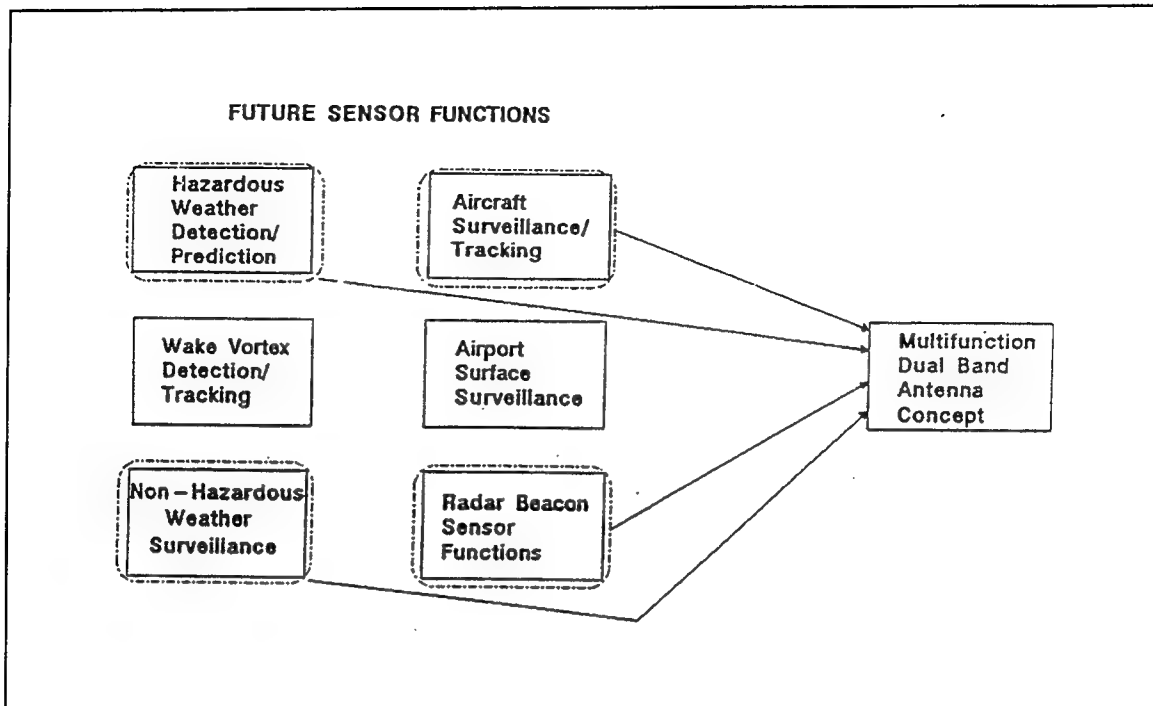 FUTURE SENSOR FUNCTIONS
Hazardous
Weather
Detection/
Prediction
Aircraft
Surveillance/
Tracking
Wake Vortex
Detection/
Tracking
Airport
Surface
Surveillance
Multifunction
Dual Band
Antenna
Concept
Non-Hazardous
Weather
Surveillance
Radar Beacon
Sensor
Functions